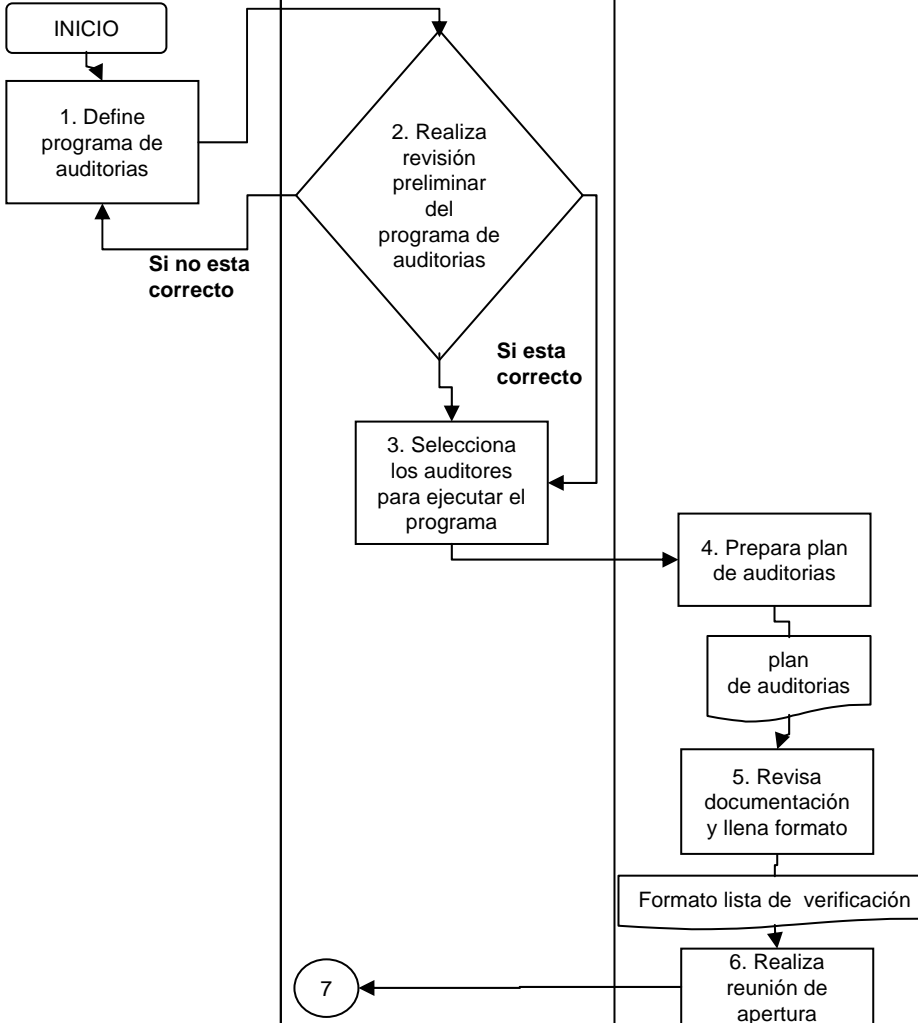 INICIO
1. Define
programa de
auditorias
2. Realiza
revisión
preliminar
del
programa de
auditorias
Si no esta
correcto
Si esta
correcto
3. Selecciona
los auditores
para ejecutar el
programa
4. Prepara plan
de auditorias
plan
de auditorias
5. Revisa
documentación
y llena formato
Formato lista de verificación
6. Realiza
reunión de
apertura
7